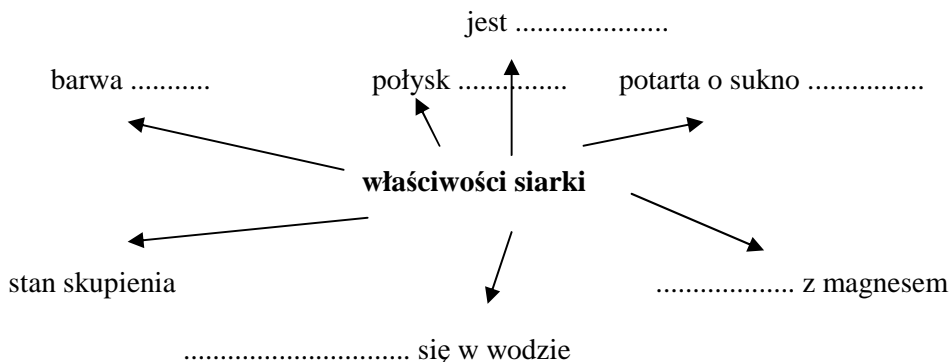 jest .....................
barwa ...........
połysk ...............
potarta o sukno ................
właściwości siarki
stan skupienia
................... z magnesem
............................... się w wodzie